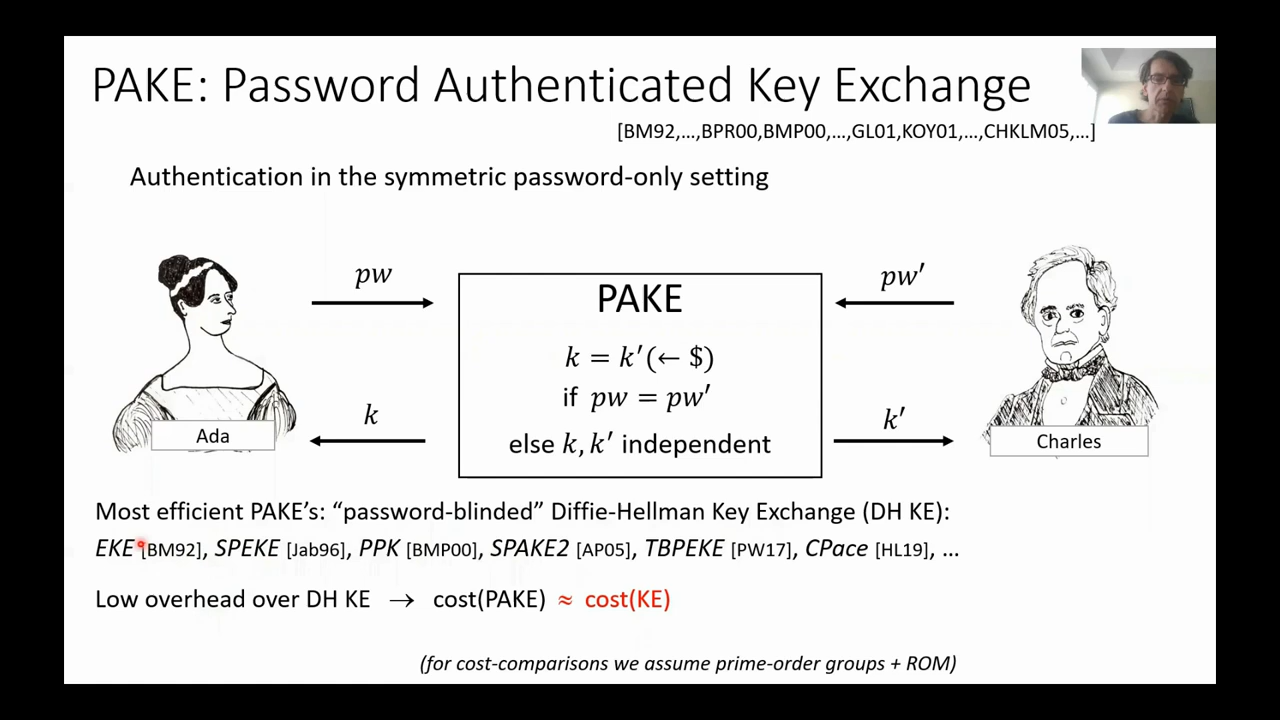 PAKE: Password Authenticated Key Exchange
[BM92,…,BPR00,BMP00,…,GL01,KOY01,…,CHKLM05,…]
Authentication in the symmetric password-only setting
pw
pw′
PAKE
k = k′(← $)
if pw = pw′
else k, k′ independent
k
k′
Ada
Charles
Most efficient PAKE's: “password-blinded” Diffie-Hellman Key Exchange (DH KE):
EKE [BM92], SPEKE [Jab96], PPK [BMP00], SPAKE2 [AP05], TBPEKE [PW17], CPace [HL19], …
Low overhead over DH KE → cost(PAKE) ≈ cost(KE)
(for cost-comparisons we assume prime-order groups + ROM)